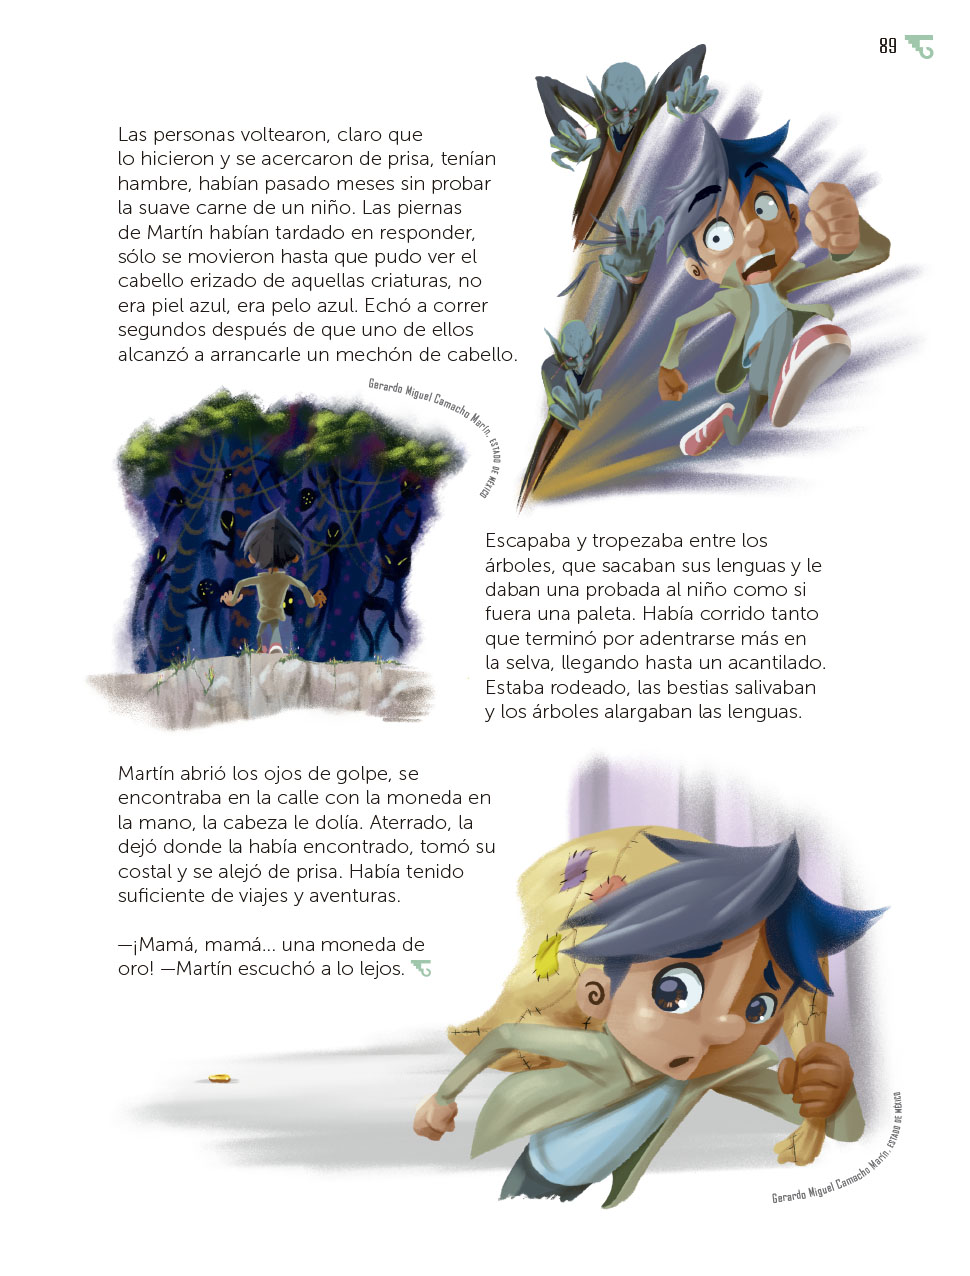 89
Las personas voltearon, claro que
lo hicieron y se acercaron de prisa, tenían
hambre, habían pasado meses sin probar
la suave carne de un niño. Las piernas
de Martín habían tardado en responder,
sólo se movieron hasta que pudo ver el
cabello erizado de aquellas criaturas, no
era piel azul, era pelo azul. Echó a correr
segundos después de que uno de ellos
alcanzó a arrancarle un mechón de cabello.
Gerardo Miguel Camacho Marín, ESTADO DE MÉXICO
Escapaba y tropezaba entre los
árboles, que sacaban sus lenguas y le
daban una probada al niño como si
fuera una paleta. Había corrido tanto
que terminó por adentrarse más en
la selva, llegando hasta un acantilado.
Estaba rodeado, las bestias salivaban
y los árboles alargaban las lenguas.
Martín abrió los ojos de golpe, se
encontraba en la calle con la moneda en
la mano, la cabeza le dolía. Aterrado, la
dejó donde la había encontrado, tomó su
costal y se alejó de prisa. Había tenido
suficiente de viajes y aventuras.
—¡Mamá, mamá... una moneda de
oro! —Martín escuchó a lo lejos.
Gerardo Miguel Camacho Marín, ESTADO DE MÉXICO